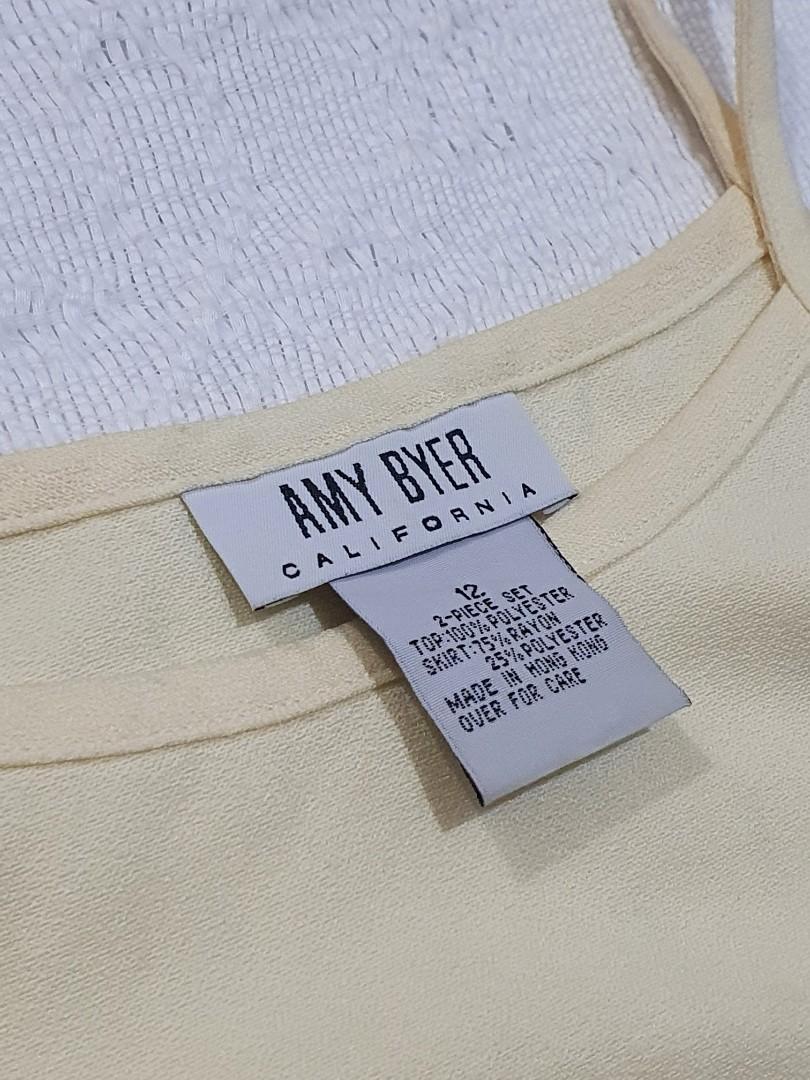 AMY BYER
CALIFORNIA
12
2-PIECE SET
TOP:100%POLYESTER
SKIRT:75%RAYON
25%POLYESTER
MADE IN HONG KONG
OVER FOR CARE